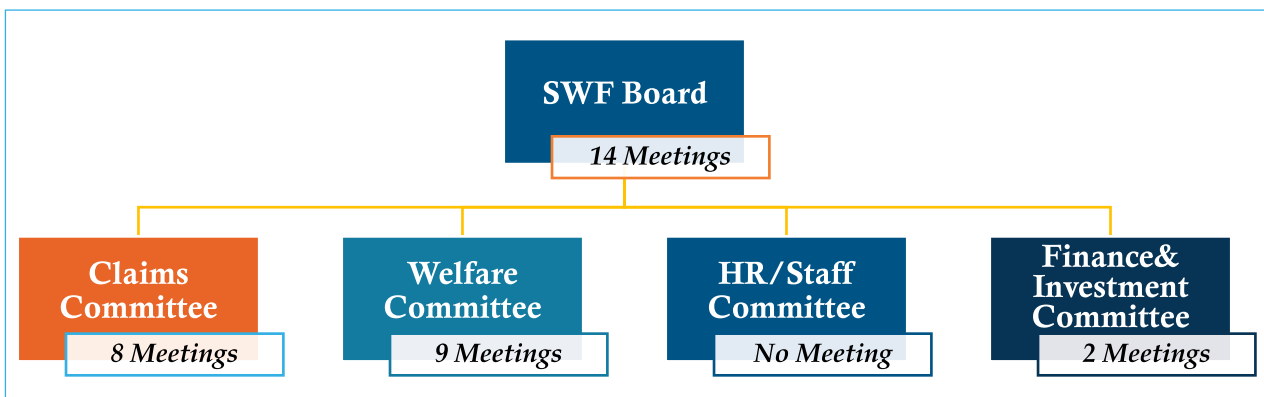 SWF Board
14 Meetings
Claims
Committee
8 Meetings
Welfare
Committee
9 Meetings
HR/Staff
Committee
No Meeting
Finance&
Investment
Committee
2 Meetings